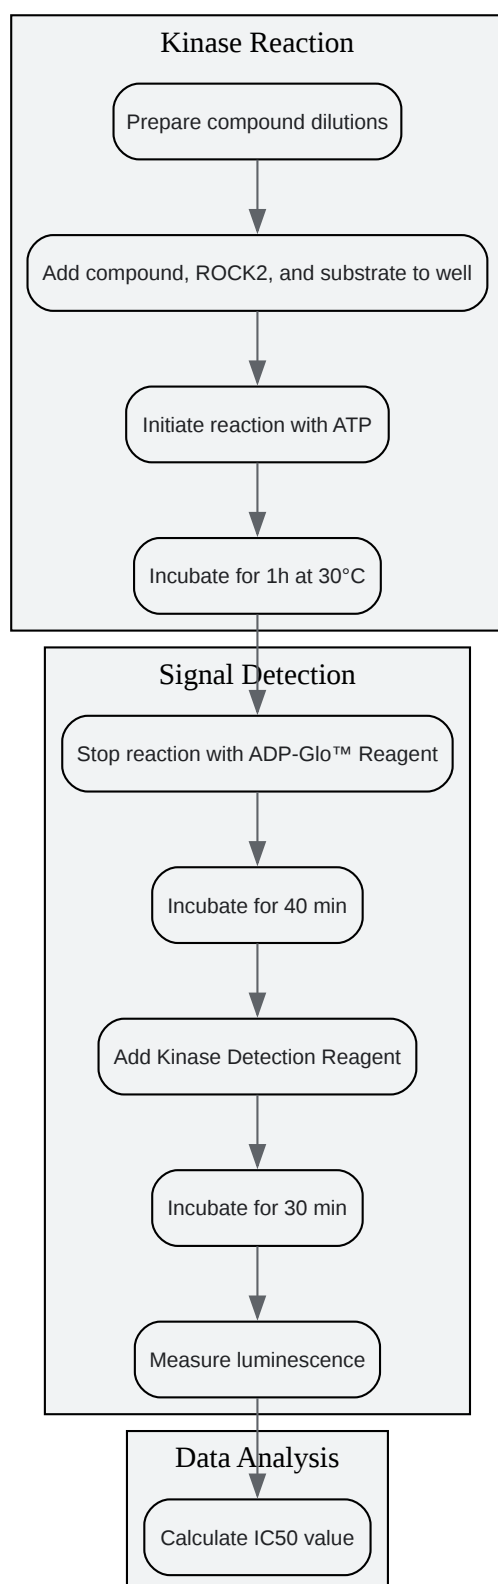 Kinase Reaction
Prepare compound dilutions
Add compound, ROCK2, and substrate to well
Initiate reaction with ATP
Incubate for 1h at 30°C
Signal Detection
Stop reaction with ADP-Glo™ Reagent
Incubate for 40 min
Add Kinase Detection Reagent
Incubate for 30 min
Measure luminescence
Data Analysis
Calculate IC50 value